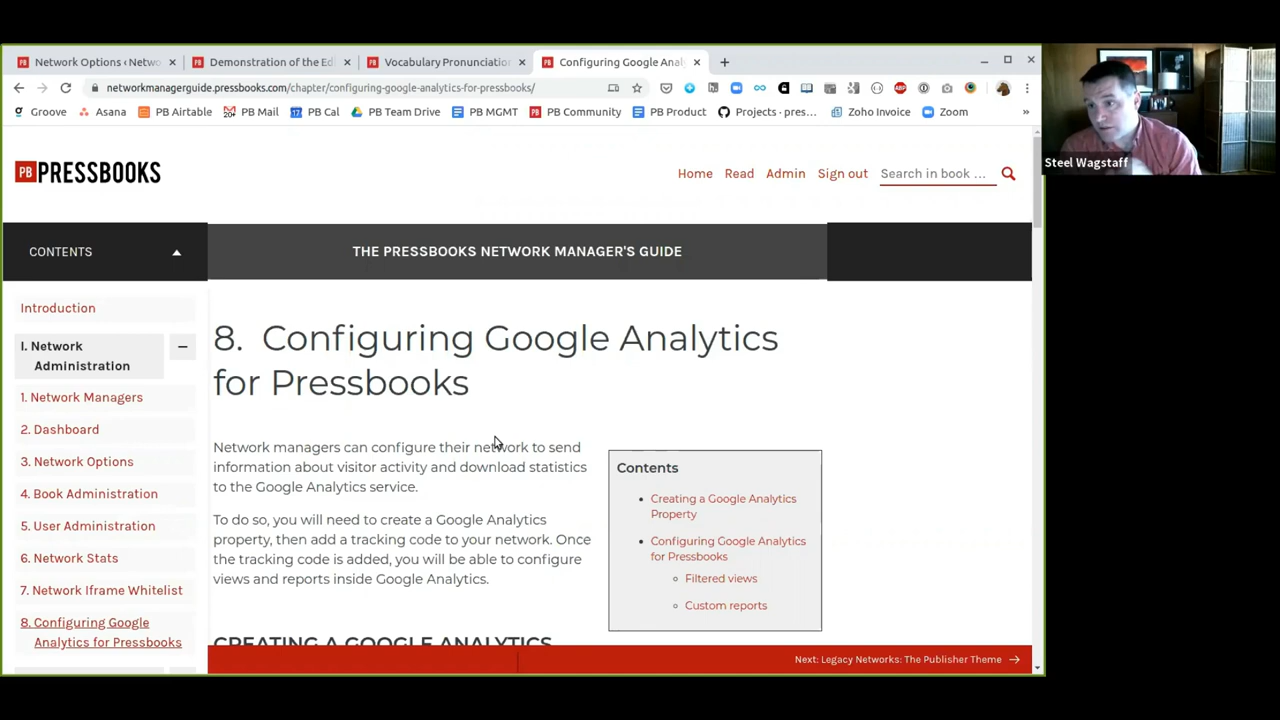 Network Options ‹ Netwo
Demonstration of the Ed
Vocabulary Pronunciation
Configuring Google Anal
networkmanagerguide.pressbooks.com/chapter/configuring-google-analytics-for-pressbooks/
Groove
Asana
PB Airtable
PB Mail
PB Cal
PB Team Drive
PB MGMT
PB Community
PB Product
Projects · pres...
Zoho Invoice
Zoom
»
PB PRESSBOOKS
Home
Read
Admin
Sign out
Search in book ...
Steel Wagstaff
CONTENTS
THE PRESSBOOKS NETWORK MANAGER'S GUIDE
Introduction
I. Network
Administration
1. Network Managers
2. Dashboard
3. Network Options
4. Book Administration
5. User Administration
6. Network Stats
7. Network Iframe Whitelist
8. Configuring Google
Analytics for Pressbooks
8. Configuring Google Analytics
for Pressbooks
Network managers can configure their network to send
information about visitor activity and download statistics
to the Google Analytics service.
To do so, you will need to create a Google Analytics
property, then add a tracking code to your network. Once
the tracking code is added, you will be able to configure
views and reports inside Google Analytics.
Contents
• Creating a Google Analytics
Property
• Configuring Google Analytics
for Pressbooks
◦ Filtered views
◦ Custom reports
CREATING A GOOGLE ANALYTICS
Next: Legacy Networks: The Publisher Theme →